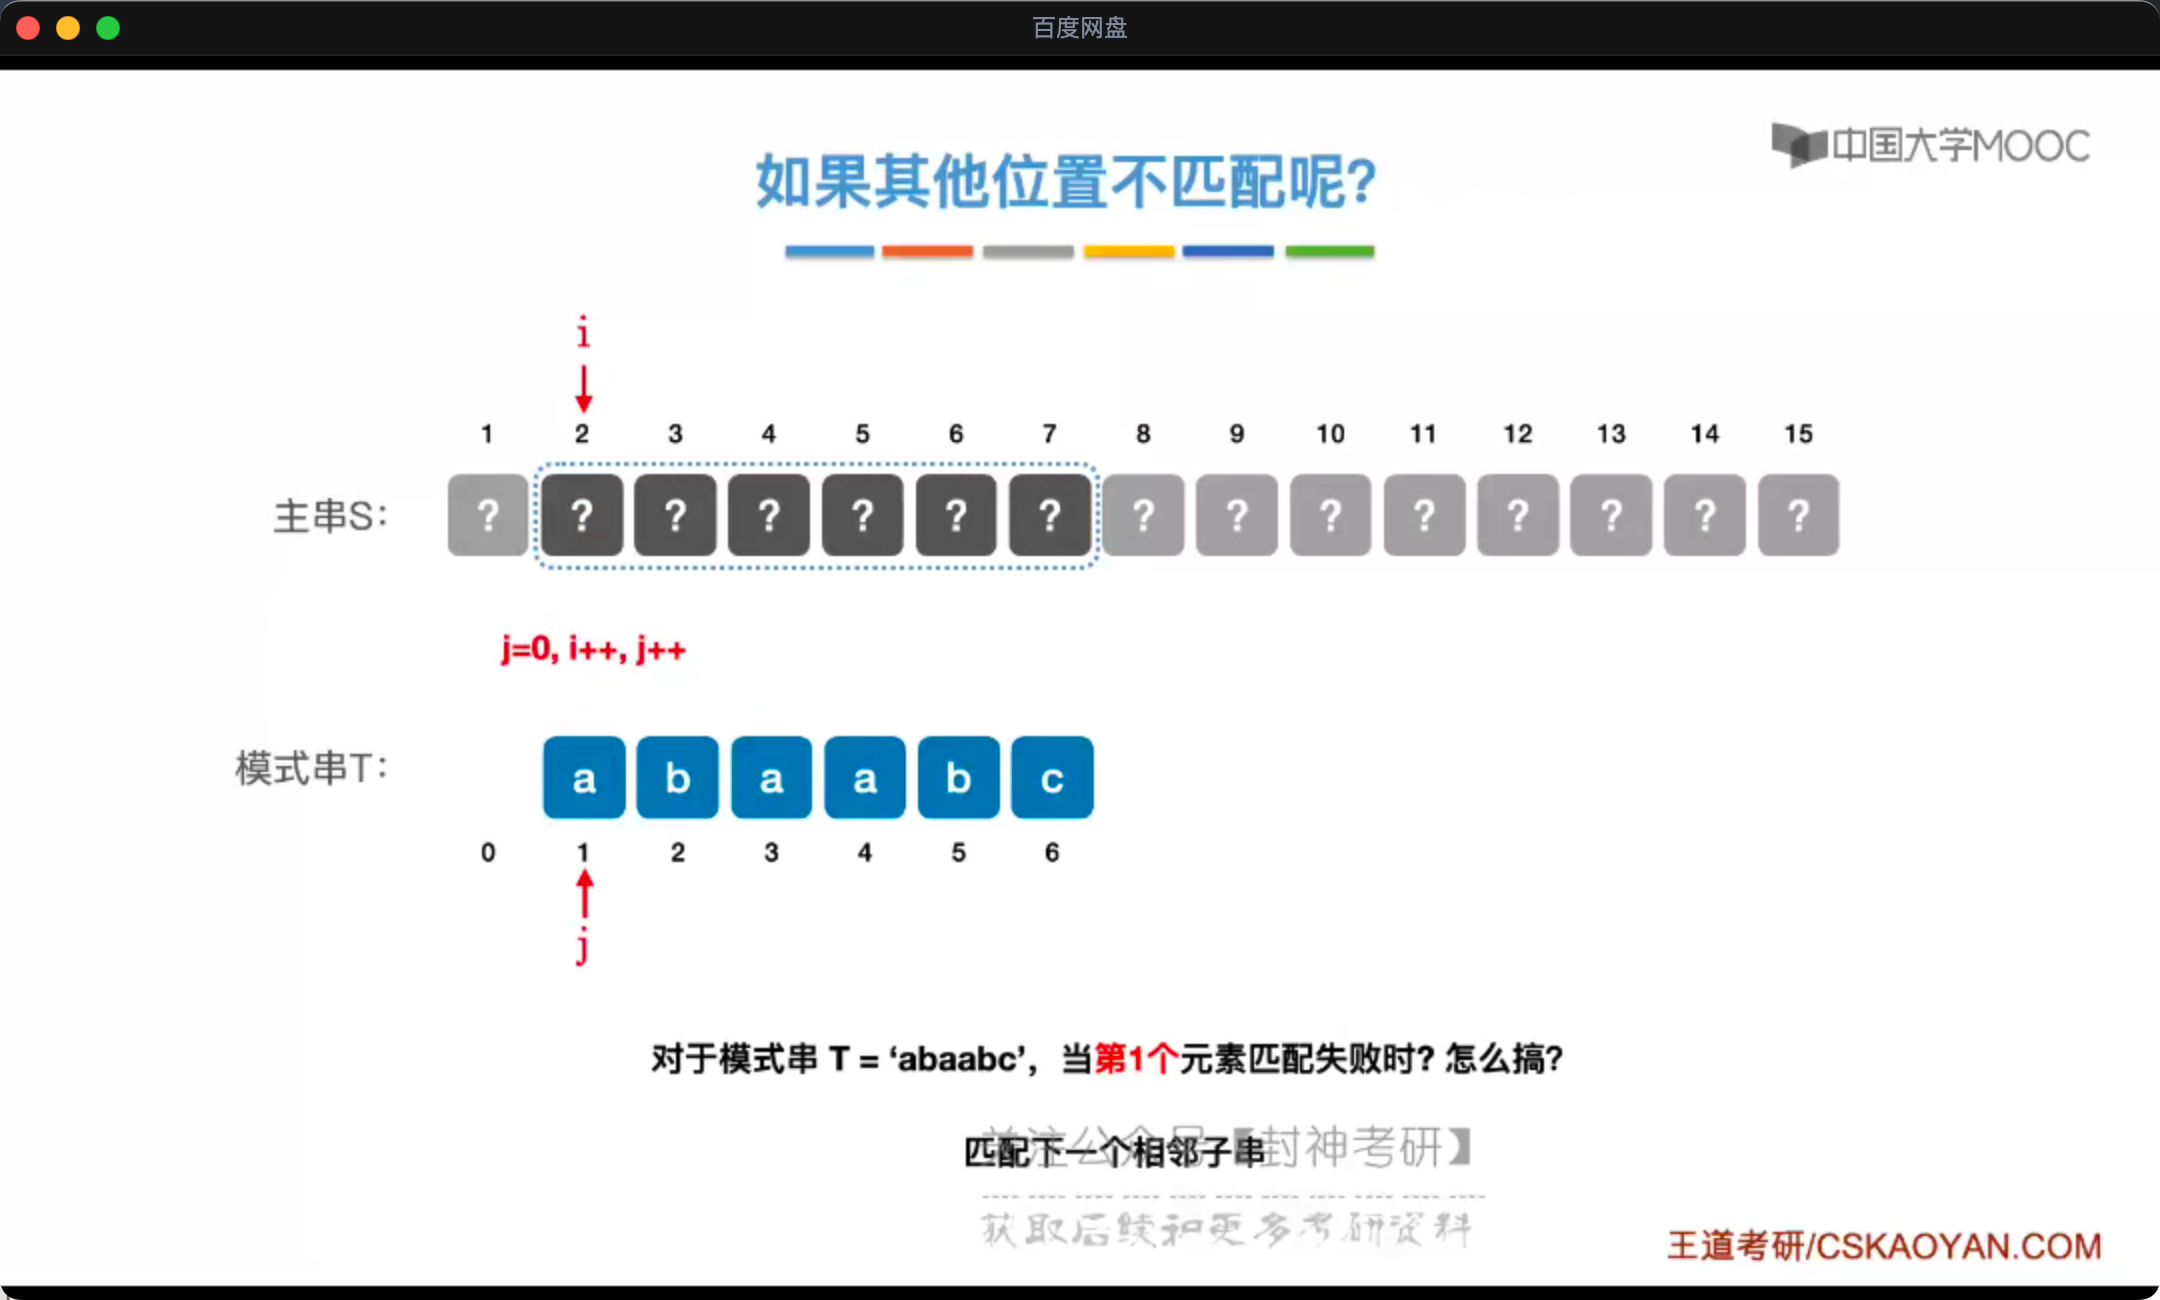 百度网盘
中国大学MOOC
如果其他位置不匹配呢?
i
1 2 3 4 5 6 7 8 9 10 11 12 13 14 15
主串S: ? ? ? ? ? ? ? ? ? ? ? ? ? ? ?
j=0, i++, j++
模式串T: a b a a b c
0 1 2 3 4 5 6
j
对于模式串 T = ‘abaabc’，当第1个元素匹配失败时? 怎么搞?
关注公众号【封神考研】
匹配下一个相邻子串
获取后续和更多考研资料
王道考研/CSKAOYAN.COM